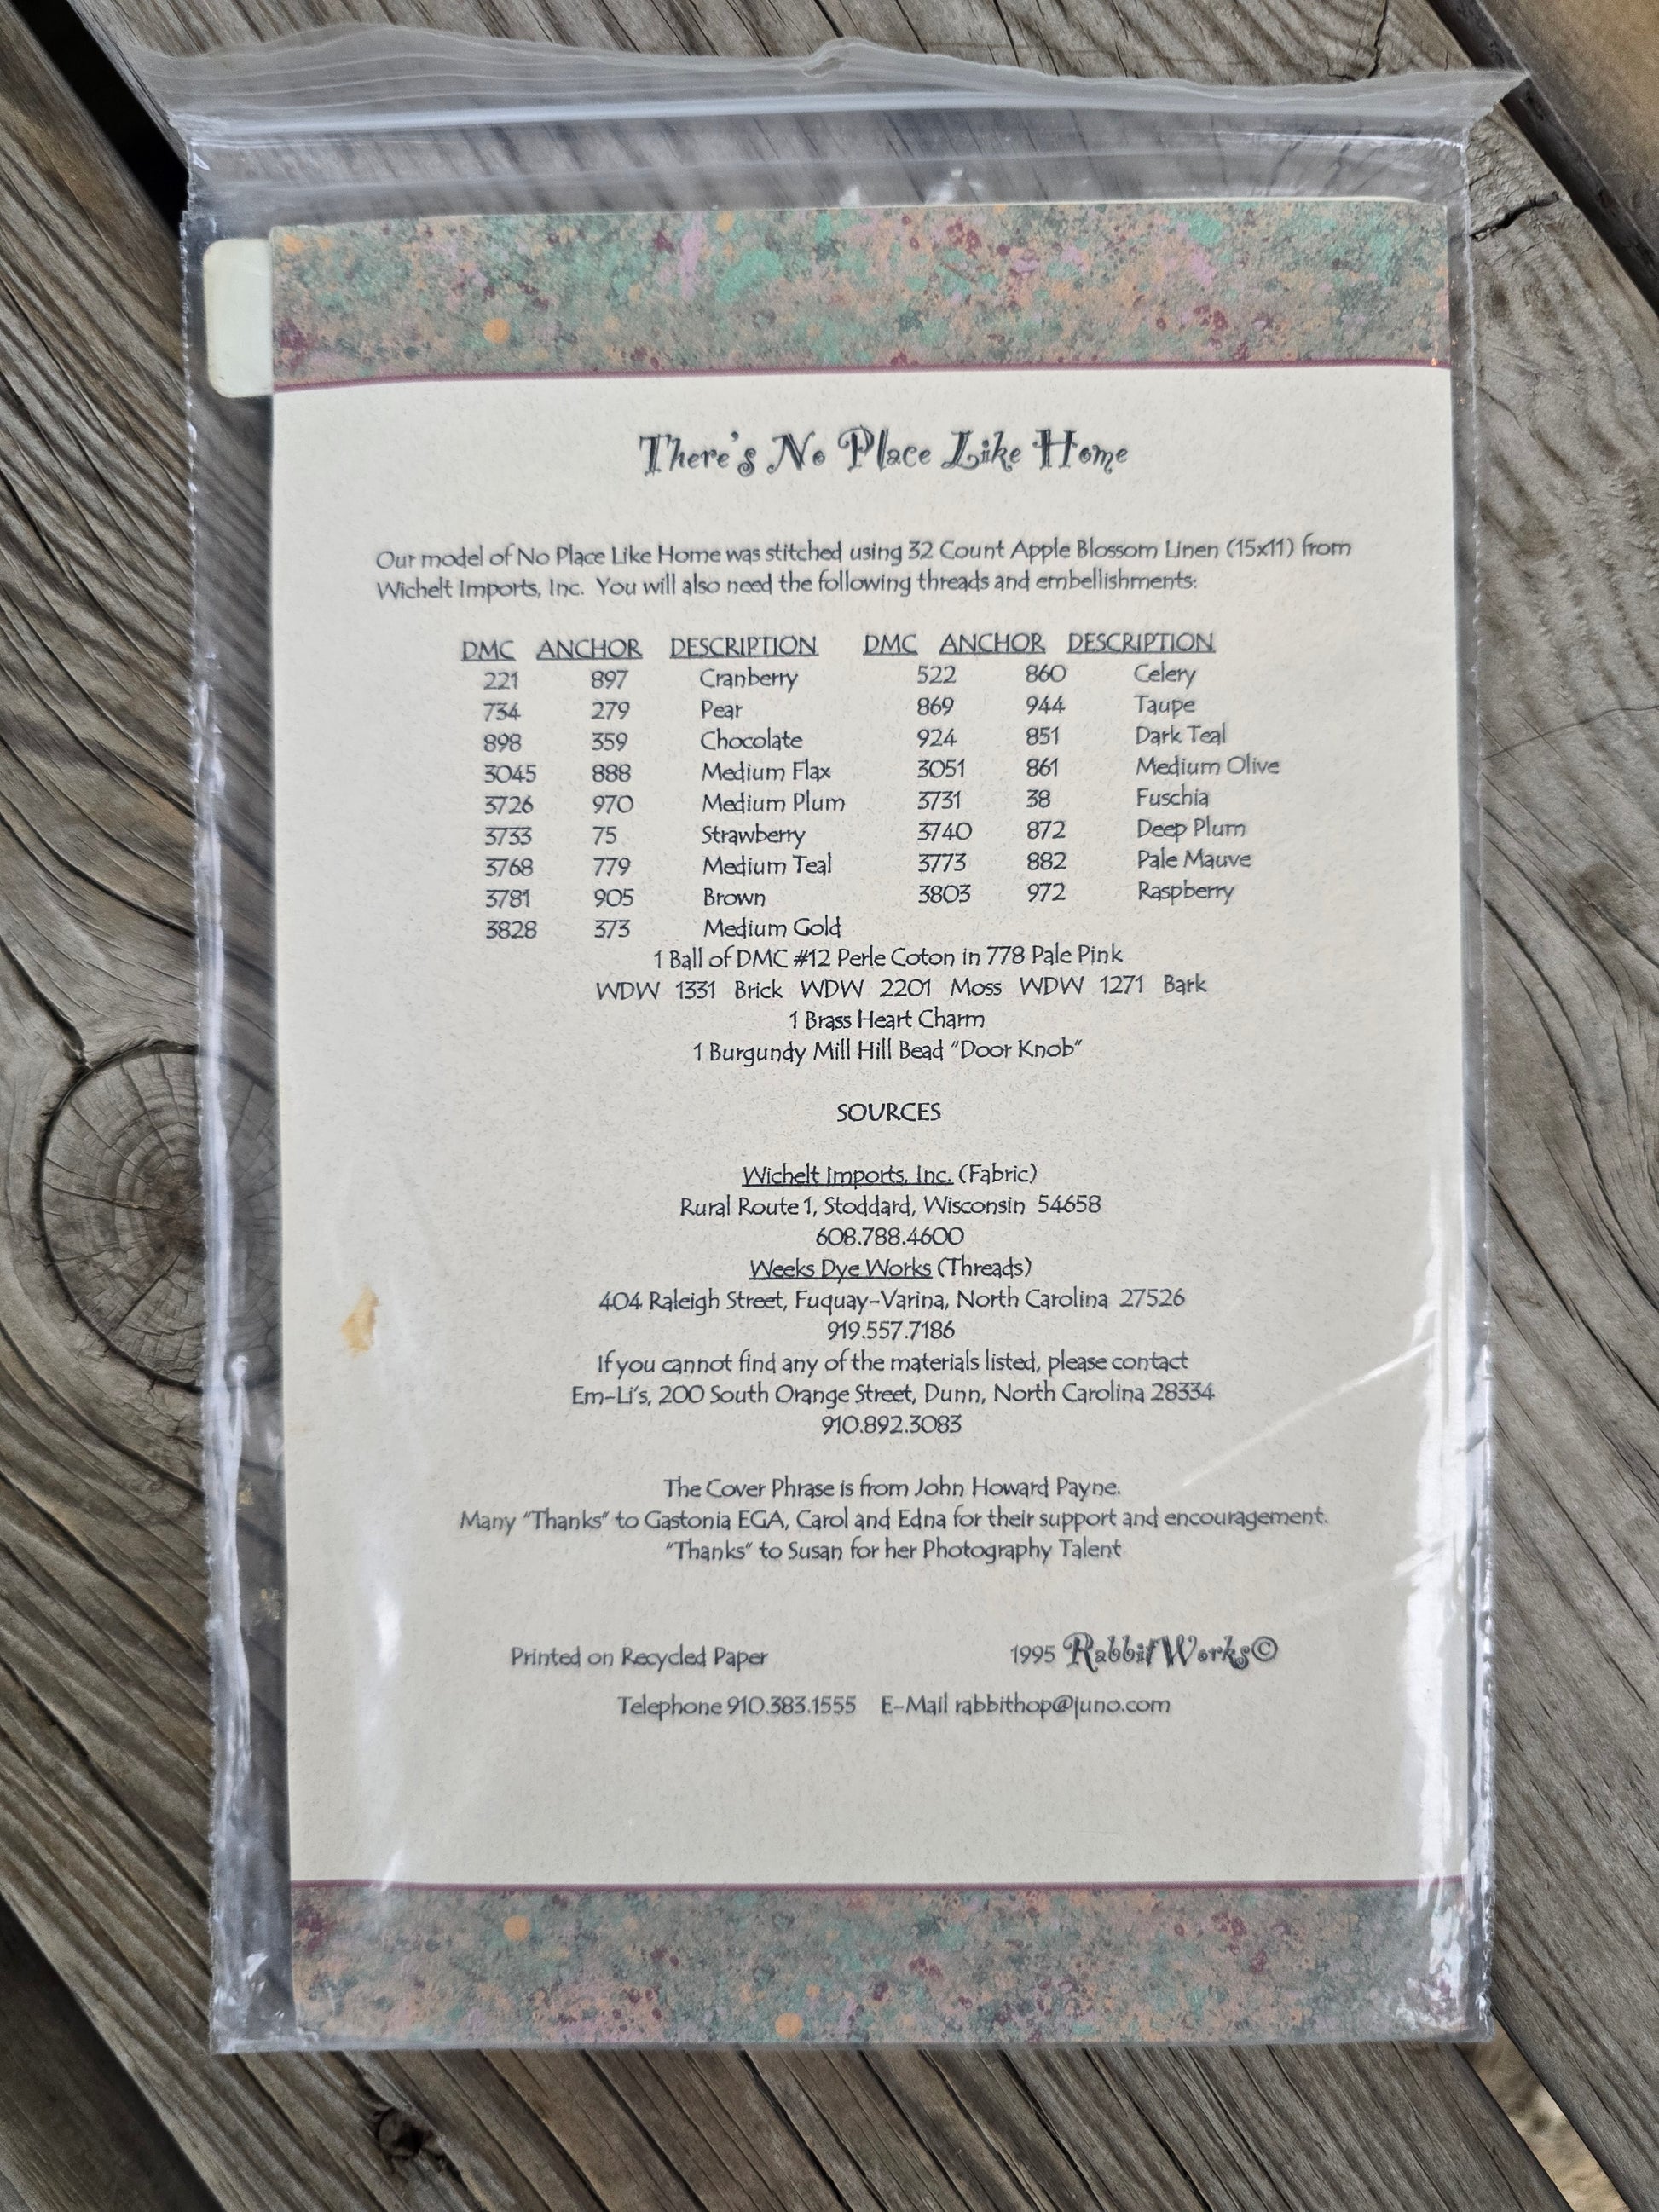 There's No Place Like Home
Our model of No Place Like Home was stitched using 32 Count Apple Blossom Linen (15x11) from
Wichelt Imports, Inc. You will also need the following threads and embellishments:
DMC ANCHOR DESCRIPTION DMC ANCHOR DESCRIPTION
221 897 Cranberry 522 860 Celery
734 279 Pear 869 944 Taupe
898 359 Chocolate 924 851 Dark Teal
3045 888 Medium Flax 3051 861 Medium Olive
3726 970 Medium Plum 3731 38 Fuschia
3733 75 Strawberry 3740 872 Deep Plum
3768 779 Medium Teal 3773 882 Pale Mauve
3781 905 Brown 3803 972 Raspberry
3828 373 Medium Gold
1 Ball of DMC #12 Perle Coton in 778 Pale Pink
WDW 1331 Brick WDW 2201 Moss WDW 1271 Bark
1 Brass Heart Charm
1 Burgundy Mill Hill Bead "Door Knob"
SOURCES
Wichelt Imports, Inc. (Fabric)
Rural Route 1, Stoddard, Wisconsin 54658
608.788.4600
Weeks Dye Works (Threads)
404 Raleigh Street, Fuquay-Varina, North Carolina 27526
919.557.7186
If you cannot find any of the materials listed, please contact
Em-Li's, 200 South Orange Street, Dunn, North Carolina 28334
910.892.3083
The Cover Phrase is from John Howard Payne.
Many "Thanks" to Gastonia EGA, Carol and Edna for their support and encouragement.
"Thanks" to Susan for her Photography Talent
Printed on Recycled Paper 1995 RabbitWorks©
Telephone 910.383.1555 E-Mail rabbithop@juno.com